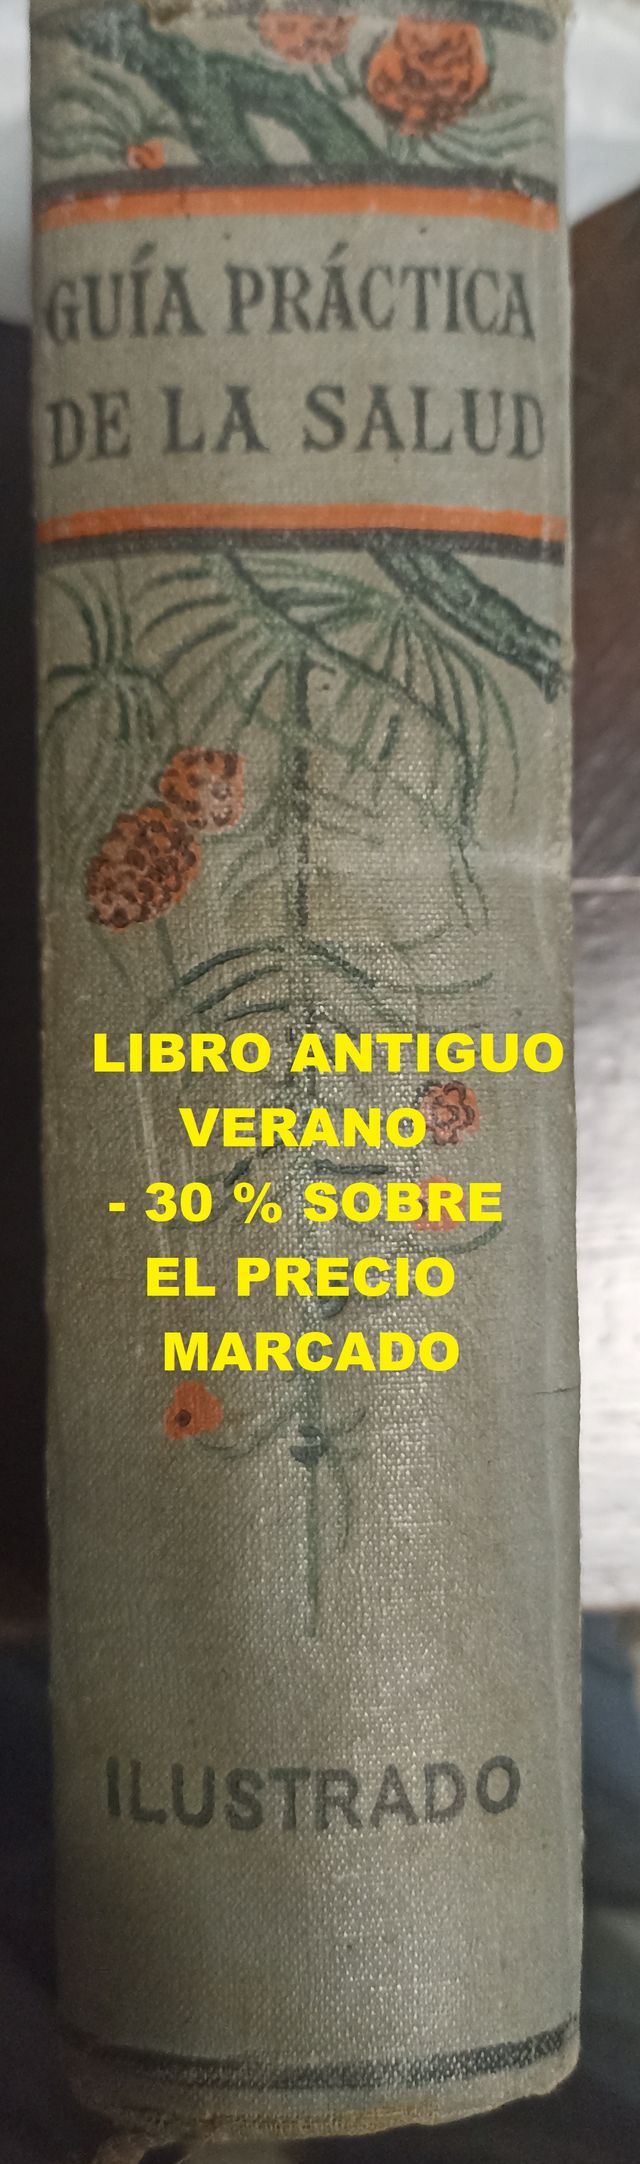 GUÍA PRÁCTICA
DE LA SALUD
LIBRO ANTIGUO
VERANO
- 30 % SOBRE
EL PRECIO
MARCADO
ILUSTRADO